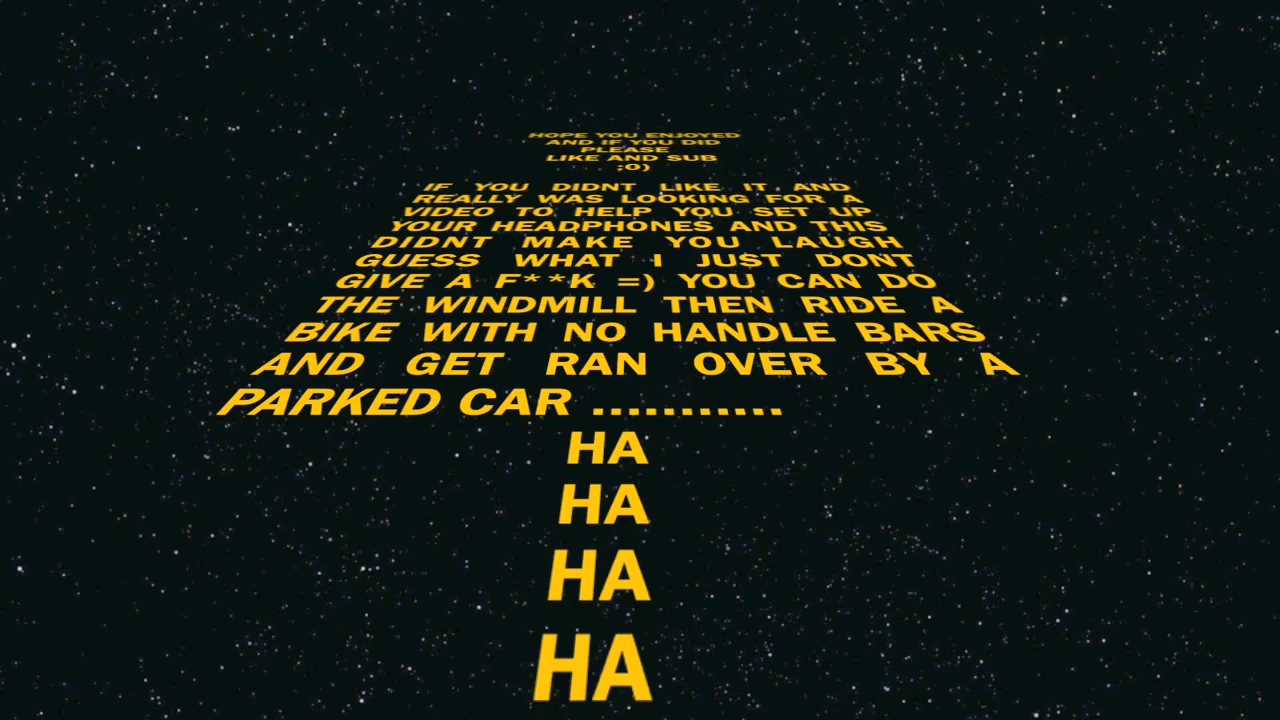 HOPE YOU ENJOYED
AND IF YOU DID
PLEASE
LIKE AND SUB
;O)
IF YOU DIDNT LIKE IT AND
REALLY WAS LOOKING FOR A
VIDEO TO HELP YOU SET UP
YOUR HEADPHONES AND THIS
DIDNT MAKE YOU LAUGH
GUESS WHAT I JUST DONT
GIVE A F**K =) YOU CAN DO
THE WINDMILL THEN RIDE A
BIKE WITH NO HANDLE BARS
AND GET RAN OVER BY A
PARKED CAR ...........
HA
HA
HA
HA